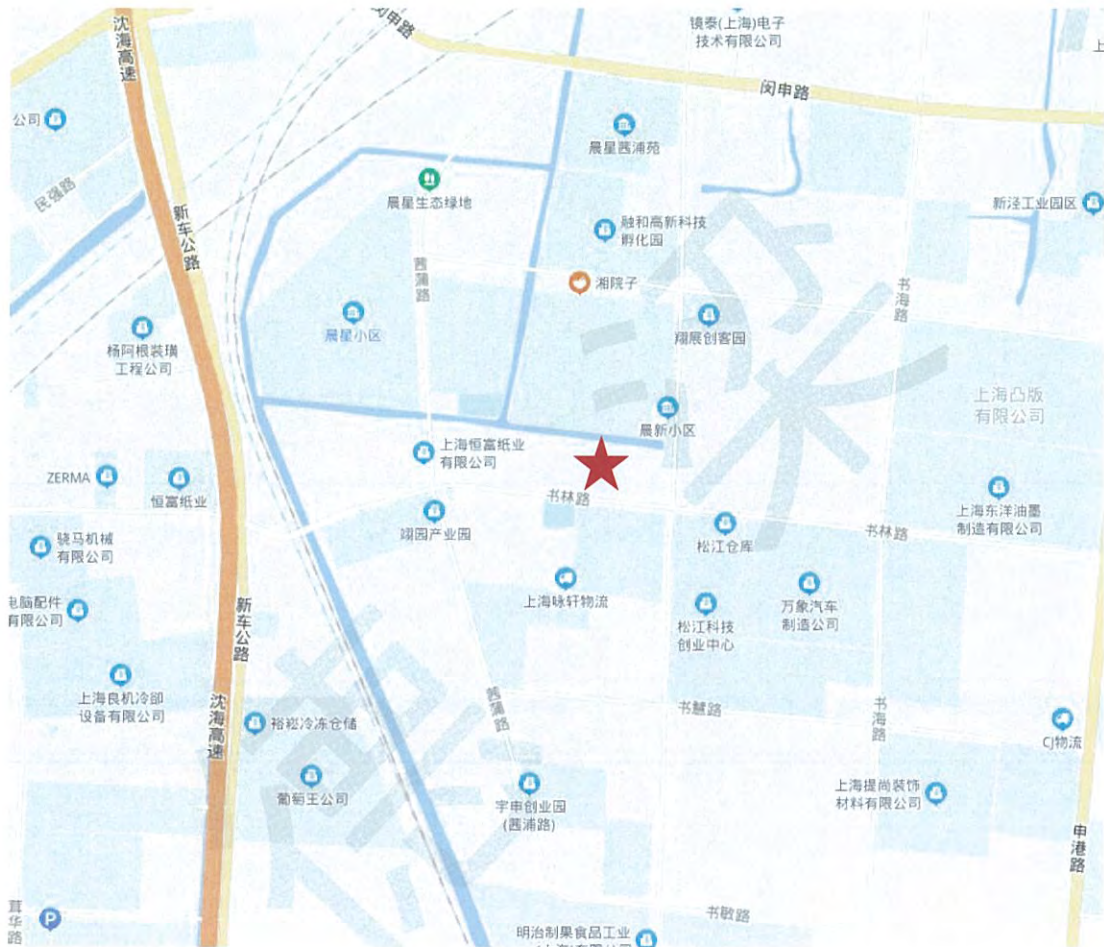 沈海高速
闵申路
镜泰(上海)电子
技术有限公司
闵申路
公司
晨星茜浦苑
民强路
晨星生态绿地
新泾工业园区
新车公路
融和高新科技
孵化园
茜蒲路
湘院子
书海路
晨星小区
翔展创客园
杨阿根装璜
工程公司
上海凸版
有限公司
晨新小区
上海恒富纸业
有限公司
ZERMA
恒富纸业
书林路
翊园产业园
上海东洋油墨
制造有限公司
书林路
松江仓库
骁马机械
有限公司
上海咏轩物流
万象汽车
制造公司
电脑配件
有限公司
松江科技
创业中心
新车公路
上海良机冷却
设备有限公司
茜蒲路
书慧路
书海路
沈海高速
裕崧冷冻仓储
CJ物流
葡萄王公司
宇申创业园
(茜浦路)
上海提尚装饰
材料有限公司
申港路
茸华路
P
书敏路
明治制果食品工业